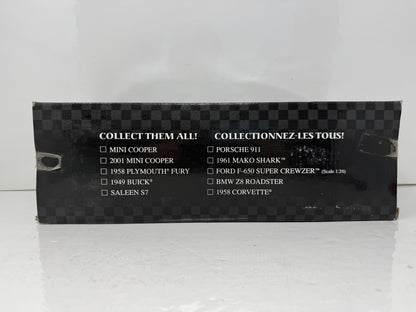 COLLECT THEM ALL!
MINI COOPER
2001 MINI COOPER
1958 PLYMOUTH® FURY
1949 BUICK®
SALEEN S7
COLLECTIONNEZ-LES TOUS!
PORSCHE 911
1961 MAKO SHARK™
FORD F-650 SUPER CREWZER™ (Scale 1:24)
BMW Z8 ROADSTER
1958 CORVETTE®